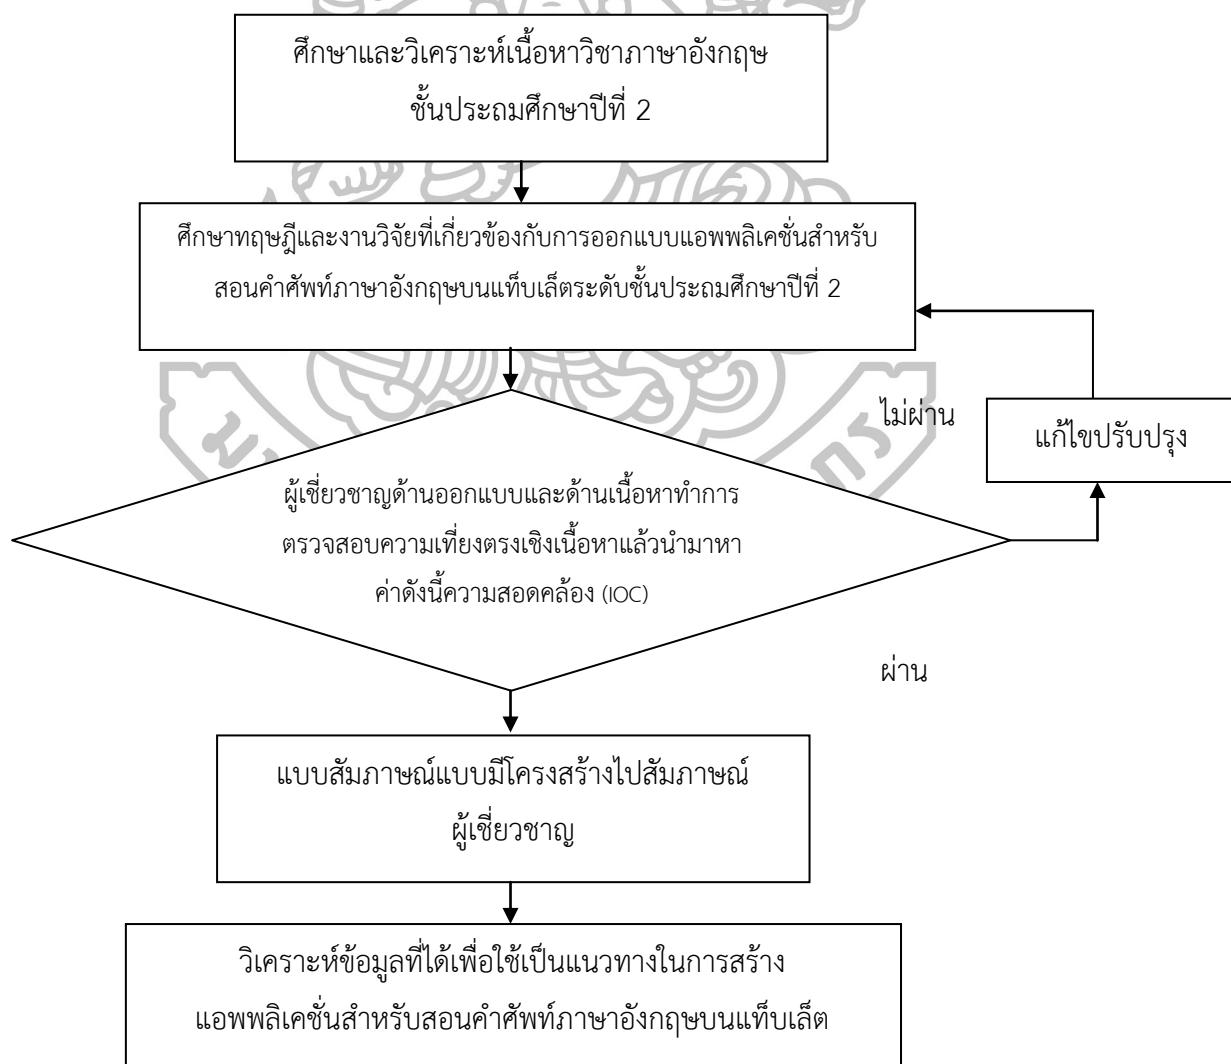 ศึกษาและวิเคราะห์เนื้อหาวิชาภาษาอังกฤษ
ชั้นประถมศึกษาปีที่ 2
ศึกษาทฤษฎีและงานวิจัยที่เกี่ยวข้องกับการออกแบบแอพพลิเคชั่นสำหรับ
สอนคำศัพท์ภาษาอังกฤษบนแท็บเล็ตระดับชั้นประถมศึกษาปีที่ 2
ไม่ผ่าน
แก้ไขปรับปรุง
ผู้เชี่ยวชาญด้านออกแบบและด้านเนื้อหาทำการ
ตรวจสอบความเที่ยงตรงเชิงเนื้อหาแล้วนำมาหา
ค่าดังนี้ความสอดคล้อง (IOC)
ผ่าน
แบบสัมภาษณ์แบบมีโครงสร้างไปสัมภาษณ์
ผู้เชี่ยวชาญ
วิเคราะห์ข้อมูลที่ได้เพื่อใช้เป็นแนวทางในการสร้าง
แอพพลิเคชั่นสำหรับสอนคำศัพท์ภาษาอังกฤษบนแท็บเล็ต